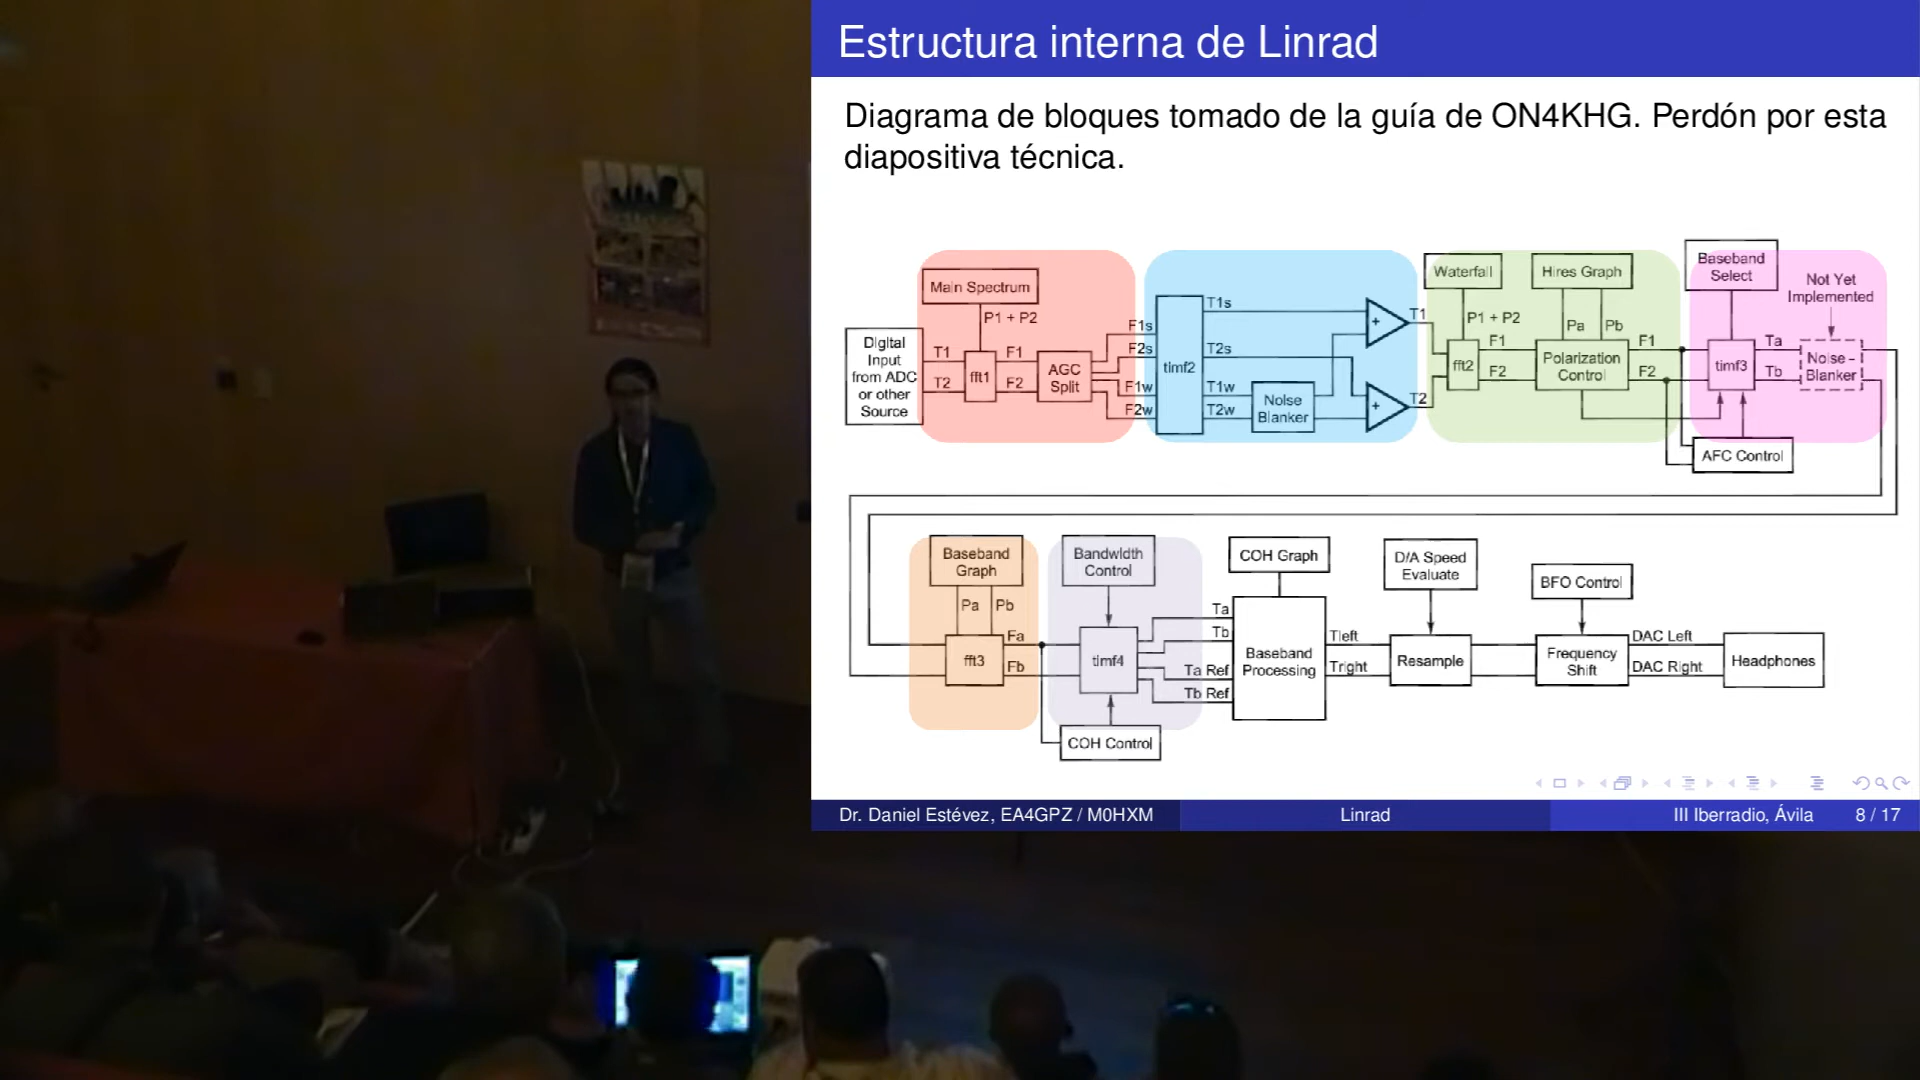 Estructura interna de Linrad
Diagrama de bloques tomado de la guía de ON4KHG. Perdón por esta
diapositiva técnica.
Main Spectrum
P1 + P2
Digital
Input
from ADC
or other
Source
T1
T2
fft1
F1
F2
AGC
Split
F1s
F2s
F1w
F2w
timf2
T1s
T2s
T1w
T2w
Noise
Blanker
+
+
T1
T2
Waterfall
P1 + P2
fft2
F1
F2
Hires Graph
Pa
Pb
Polarization
Control
F1
F2
Baseband
Select
timf3
Ta
Tb
Not Yet
Implemented
Noise -
Blanker
AFC Control
Baseband
Graph
Pa
Pb
fft3
Fa
Fb
Bandwidth
Control
timf4
COH Control
Ta
Tb
Ta Ref
Tb Ref
COH Graph
Baseband
Processing
Tleft
Tright
D/A Speed
Evaluate
Resample
BFO Control
Frequency
Shift
DAC Left
DAC Right
Headphones
Dr. Daniel Estévez, EA4GPZ / M0HXM
Linrad
III Iberradio, Ávila
8 / 17